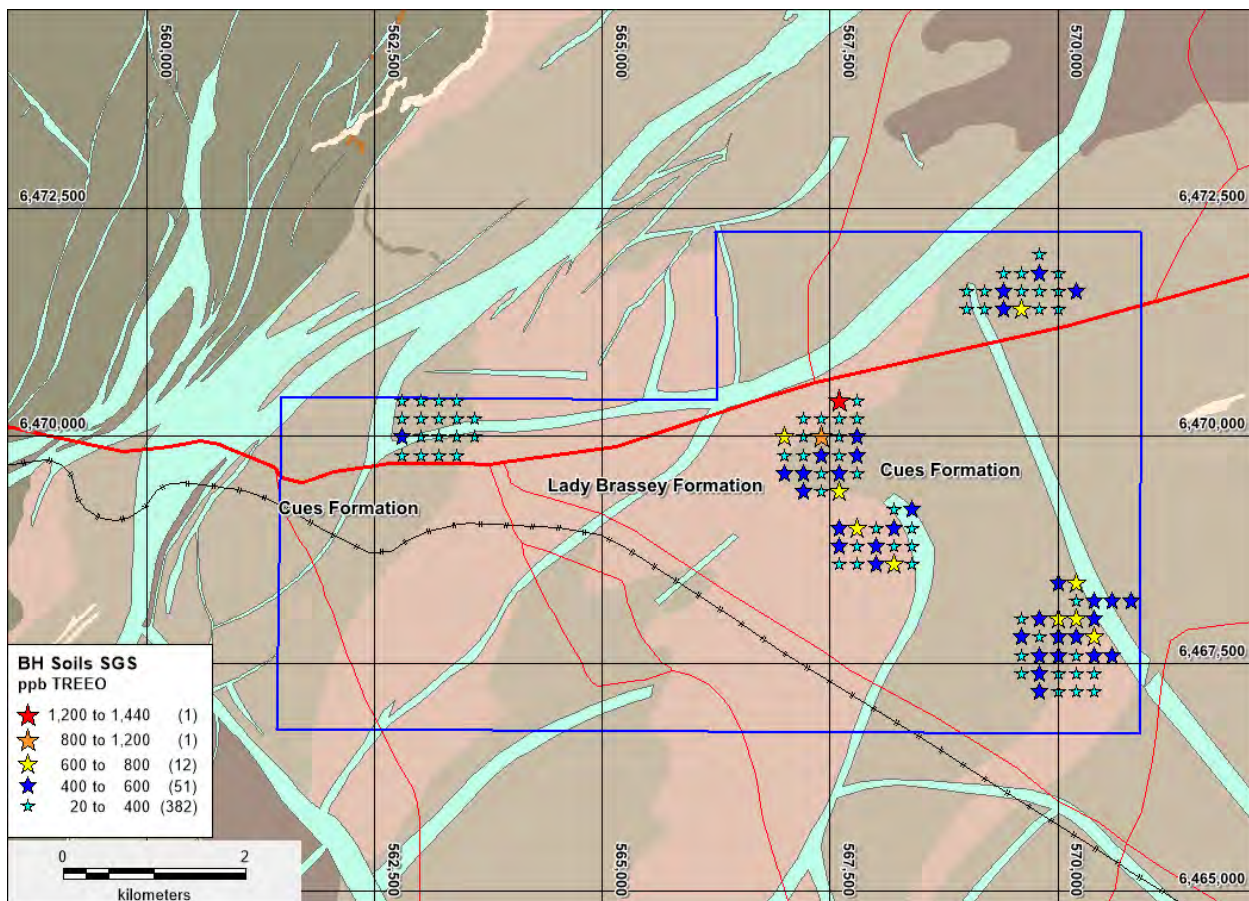 560,000
562,500
565,000
567,500
570,000
6,472,500
6,472,500
6,470,000
6,470,000
Lady Brassey Formation
Cues Formation
Cues Formation
6,467,500
BH Soils SGS
ppb TREEO
1,200 to 1,440 (1)
800 to 1,200 (1)
600 to 800 (12)
400 to 600 (51)
20 to 400 (382)
0 2
kilometers
562,500
565,000
567,500
570,000
6,465,000